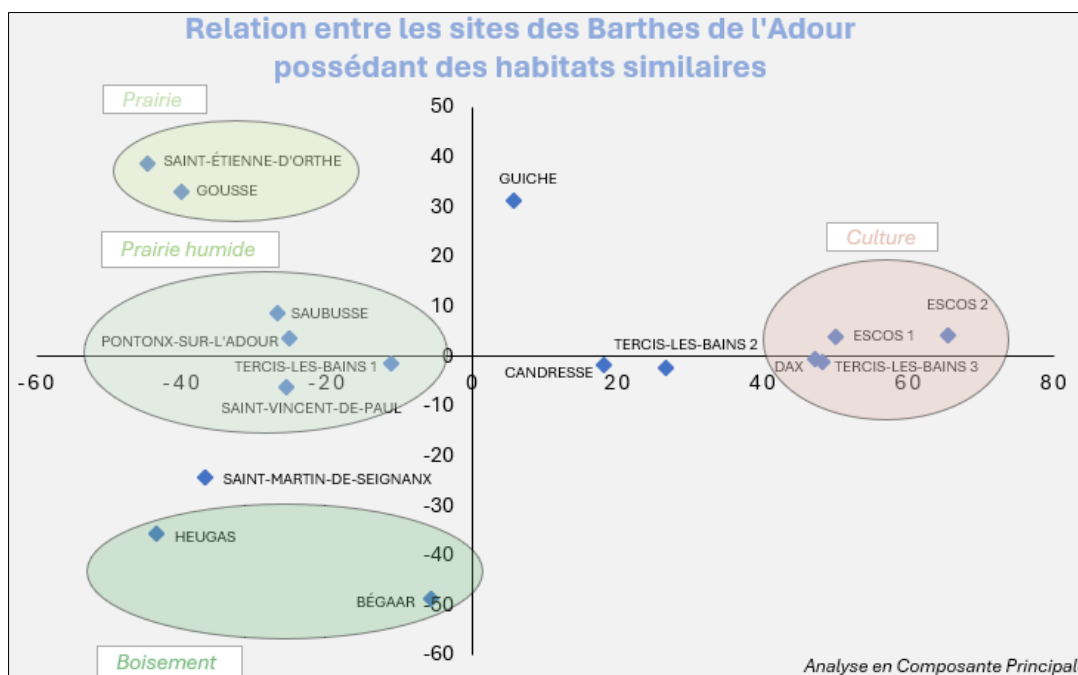 Relation entre les sites des Barthes de l'Adour
possédant des habitats similaires
Prairie
50
40
SAINT-ÉTIENNE-D'ORTHE
GOUSSE
GUICHE
30
20
Prairie humide
Culture
10
SAUBUSSE
ESCOS 2
PONTONX-SUR-L'ADOUR
ESCOS 1
TERCIS-LES-BAINS 2
0
TERCIS-LES-BAINS 1
CANDRESSE
DAX
TERCIS-LES-BAINS 3
-60 -40 -20 0 20 40 60 80
-10
SAINT-VINCENT-DE-PAUL
-20
SAINT-MARTIN-DE-SEIGNANX
-30
HEUGAS
-40
BÉGAAR
-50
-60
Boisement
Analyse en Composante Principal